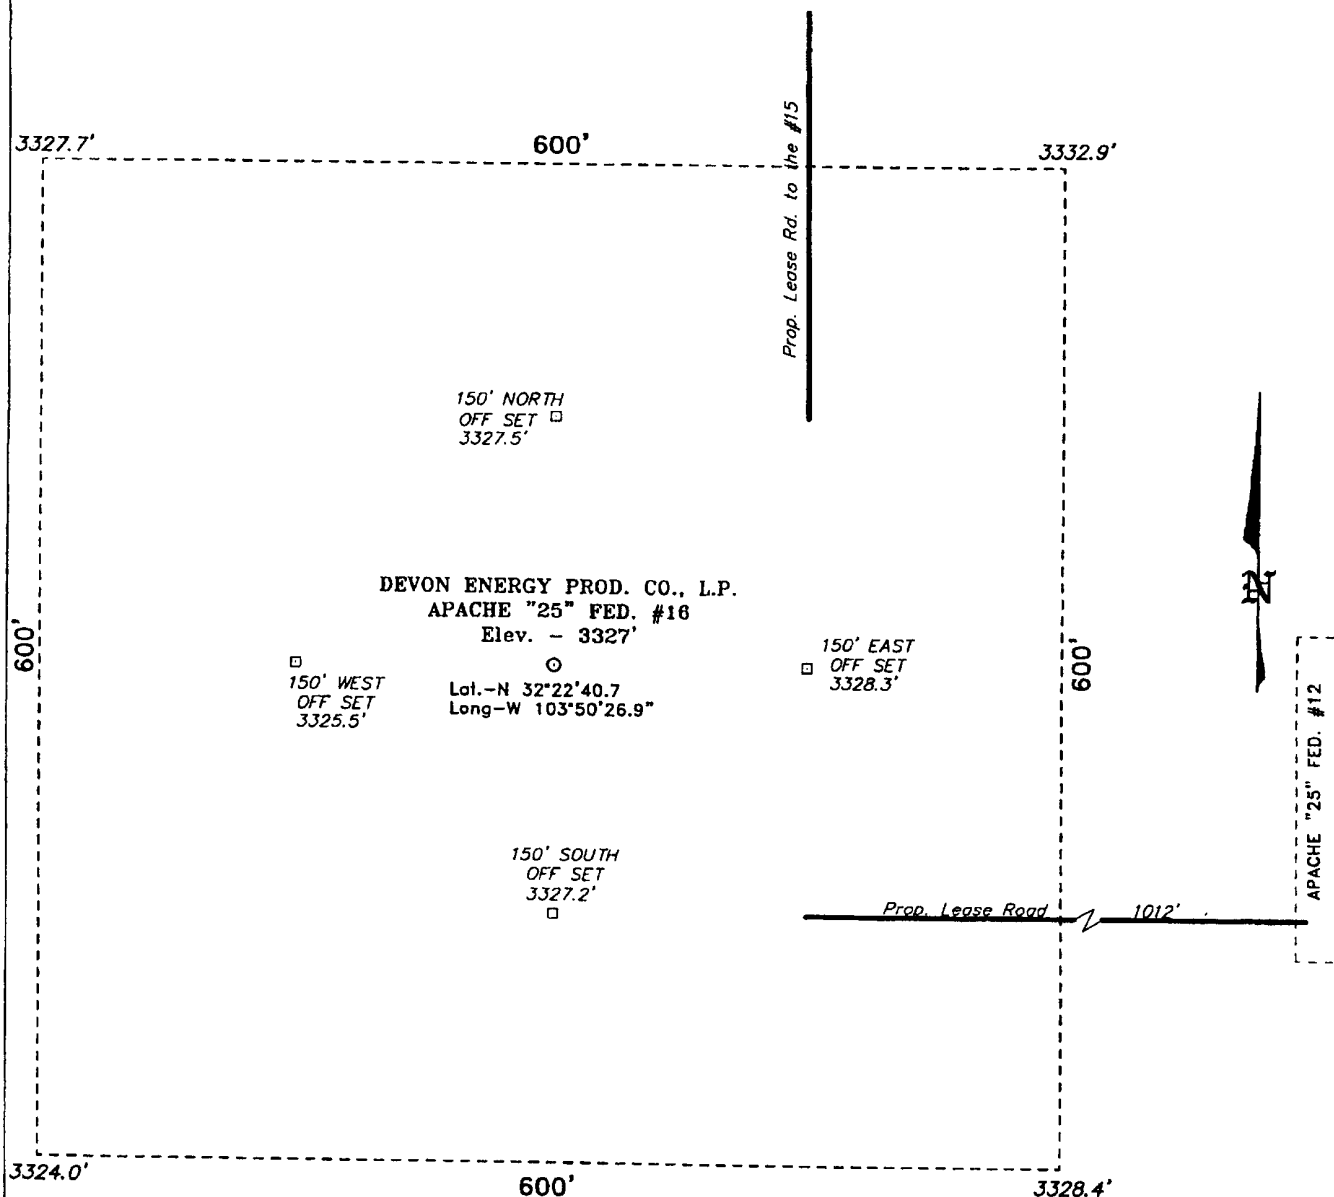 3327.7'
600'
3332.9'
Prop. Lease Rd. to the #15
150' NORTH
OFF SET
3327.5'
DEVON ENERGY PROD. CO., L.P.
APACHE "25" FED. #16
Elev. - 3327'
Lat.-N 32°22'40.7
Long-W 103°50'26.9"
600'
150' WEST
OFF SET
3325.5'
150' EAST
OFF SET
3328.3'
600'
N
APACHE "25" FED. #12
150' SOUTH
OFF SET
3327.2'
Prop. Lease Road
1012'
3324.0'
600'
3328.4'